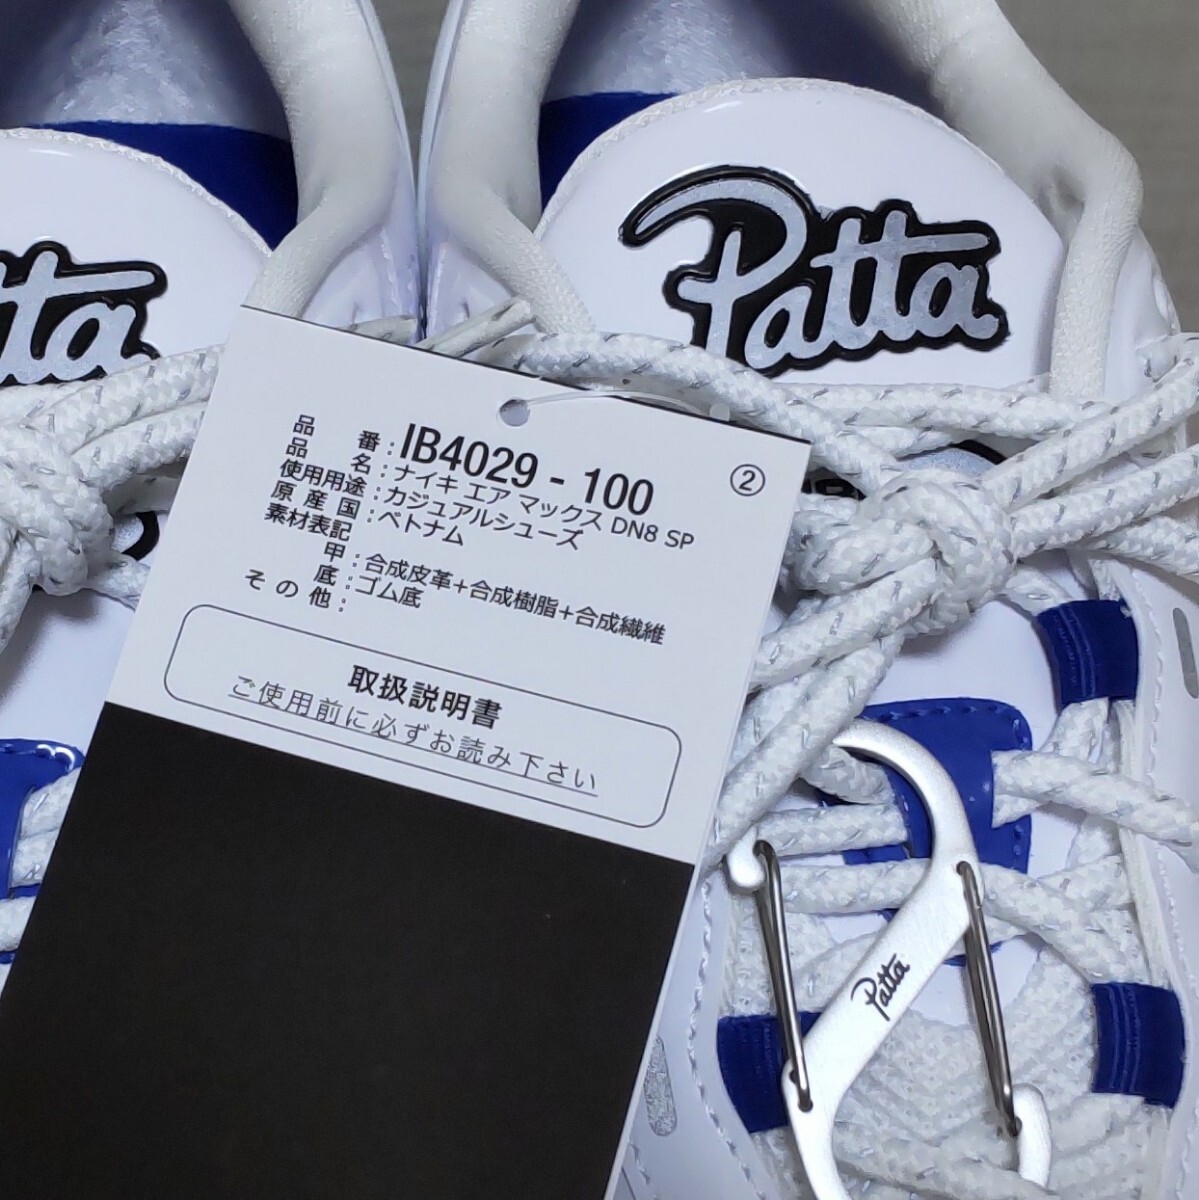 Patta
tta
品番: IB4029 - 100
②
品名: ナイキ エア マックス DN8 SP
使用用途: カジュアルシューズ
原産国: ベトナム
素材表記
甲: 合成皮革+合成樹脂+合成繊維
底: ゴム底
その他:
取扱説明書
ご使用前に必ずお読み下さい
Patta